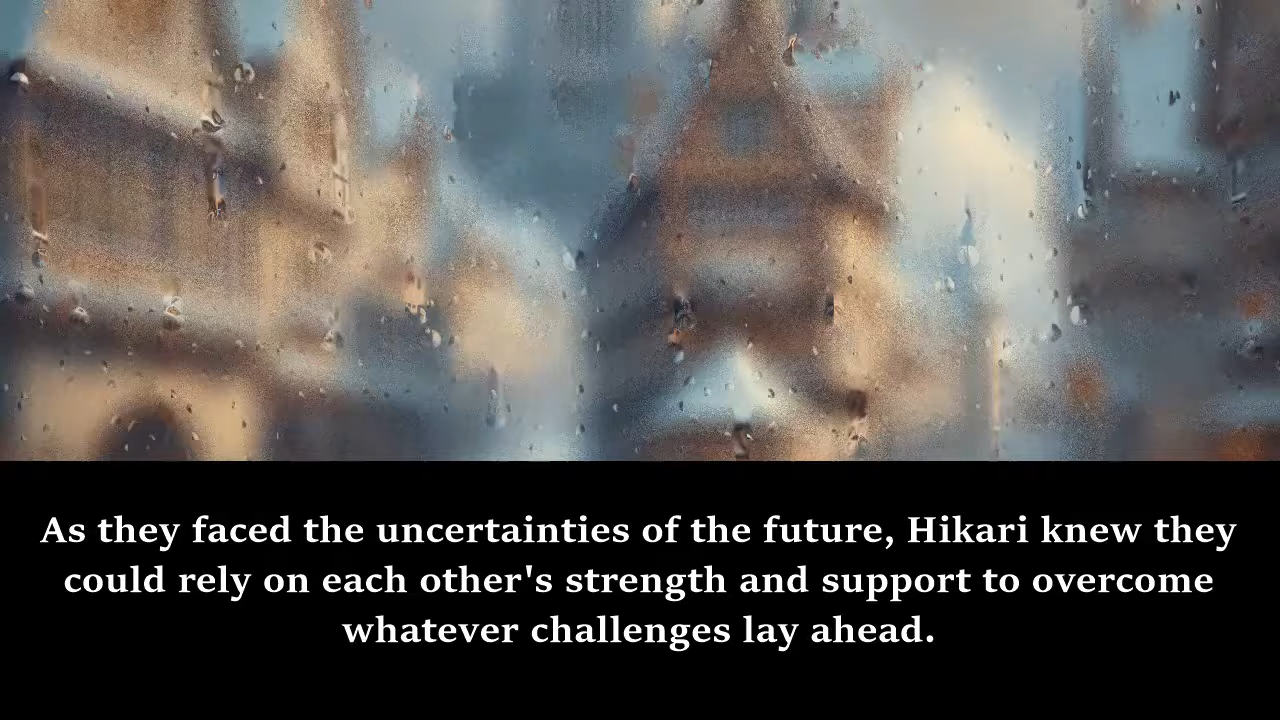 As they faced the uncertainties of the future, Hikari knew they
could rely on each other's strength and support to overcome
whatever challenges lay ahead.